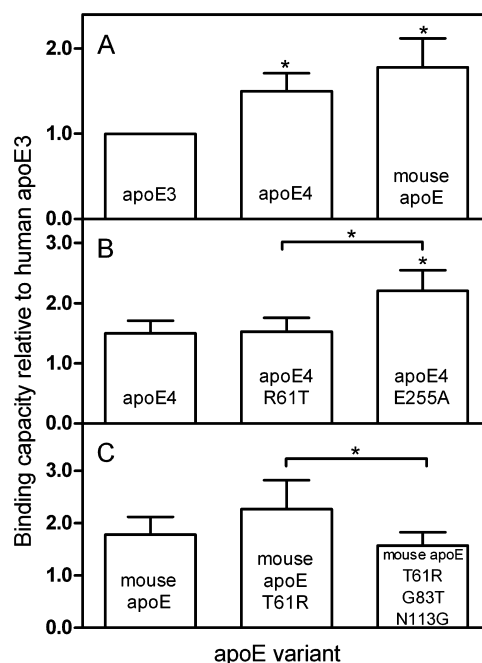 Binding capacity relative to human apoE3
A
2.0
1.0
0.0
apoE3
*
apoE4
*
mouse
apoE
B
3.0
2.0
1.0
0.0
*
*
apoE4
apoE4
R61T
apoE4
E255A
C
3.0
2.0
1.0
0.0
*
mouse
apoE
mouse
apoE
T61R
mouse apoE
T61R
G83T
N113G
apoE variant